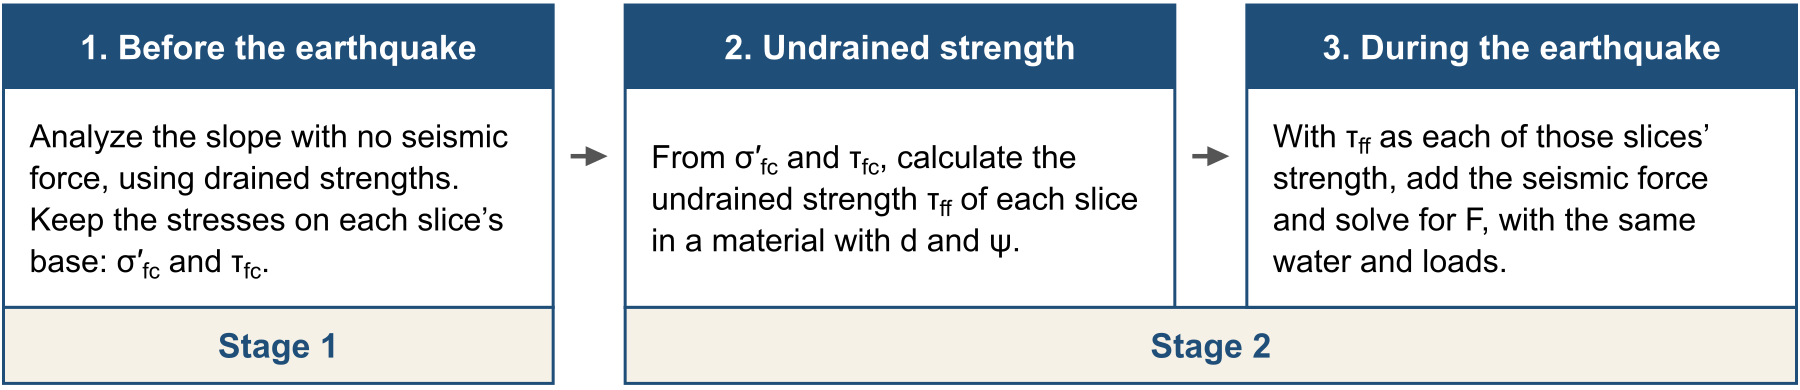 1. Before the earthquake
Analyze the slope with no seismic
force, using drained strengths.
Keep the stresses on each slice’s
base: σ′fc and τfc.
Stage 1
2. Undrained strength
From σ′fc and τfc, calculate the
undrained strength τff of each slice
in a material with d and ψ.
3. During the earthquake
With τff as each of those slices’
strength, add the seismic force
and solve for F, with the same
water and loads.
Stage 2